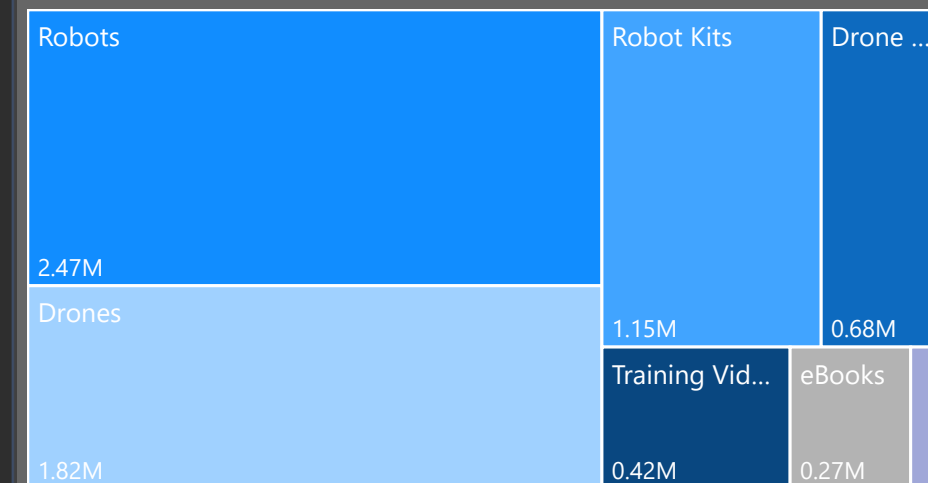 Robots
2.47M
Drones
1.82M
Robot Kits
1.15M
Drone ...
0.68M
Training Vid...
0.42M
eBooks
0.27M